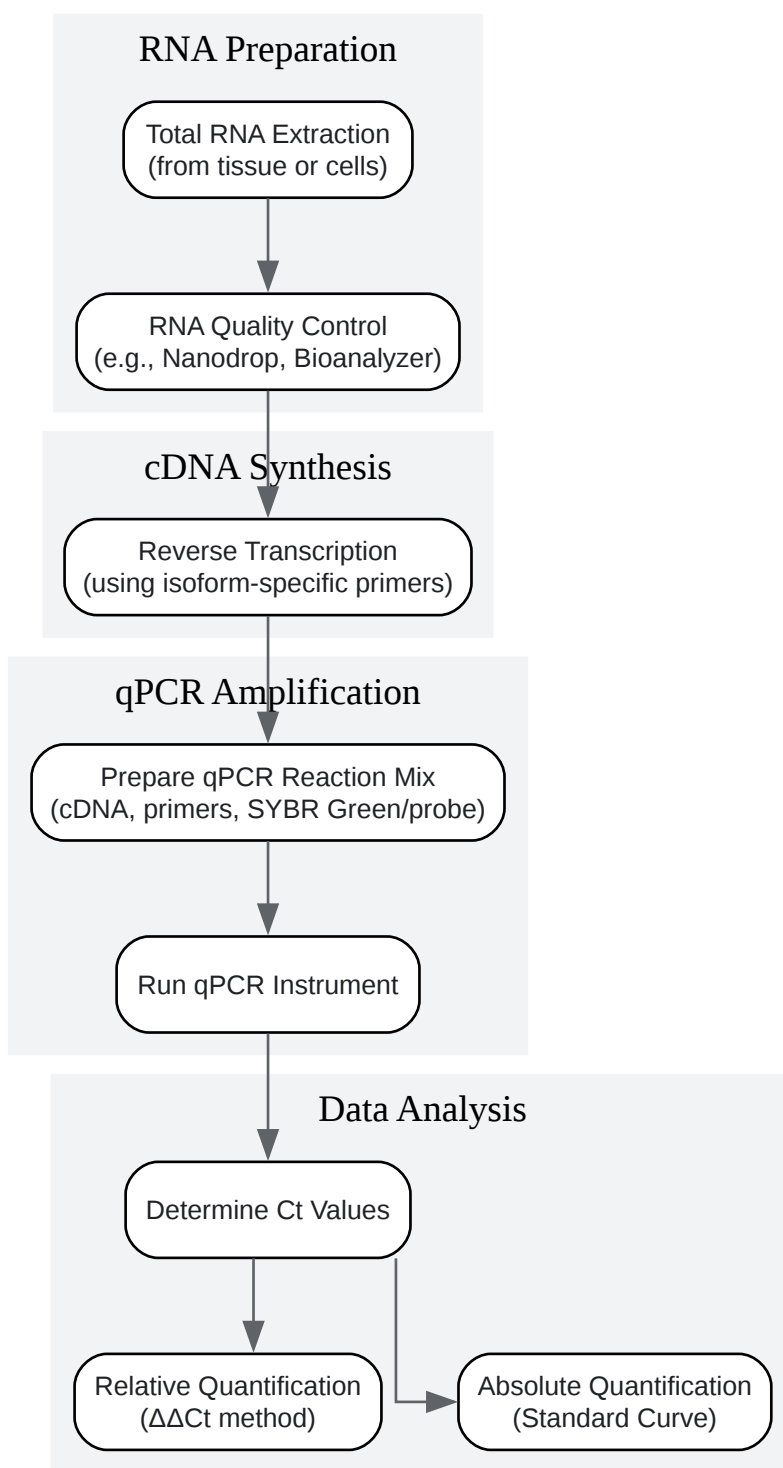 RNA Preparation
Total RNA Extraction
(from tissue or cells)
RNA Quality Control
(e.g., Nanodrop, Bioanalyzer)
cDNA Synthesis
Reverse Transcription
(using isoform-specific primers)
qPCR Amplification
Prepare qPCR Reaction Mix
(cDNA, primers, SYBR Green/probe)
Run qPCR Instrument
Data Analysis
Determine Ct Values
Relative Quantification
(ΔΔCt method)
Absolute Quantification
(Standard Curve)